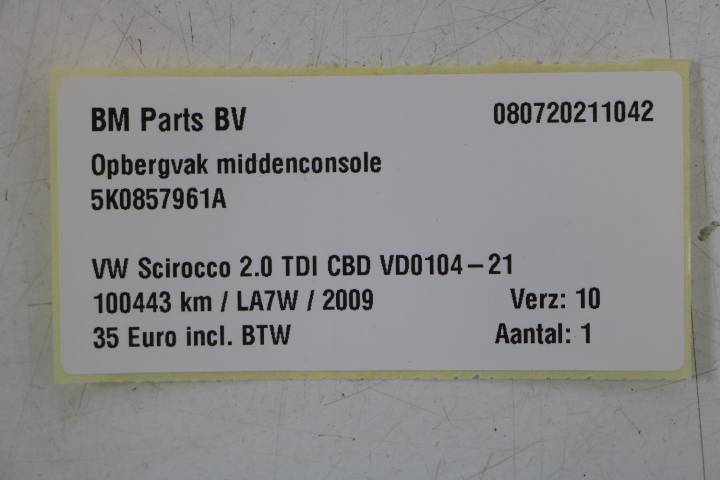 BM Parts BV 080720211042
Opbergvak middenconsole
5K0857961A
VW Scirocco 2.0 TDI CBD VD0104-21
100443 km / LA7W / 2009 Verz: 10
35 Euro incl. BTW Aantal: 1